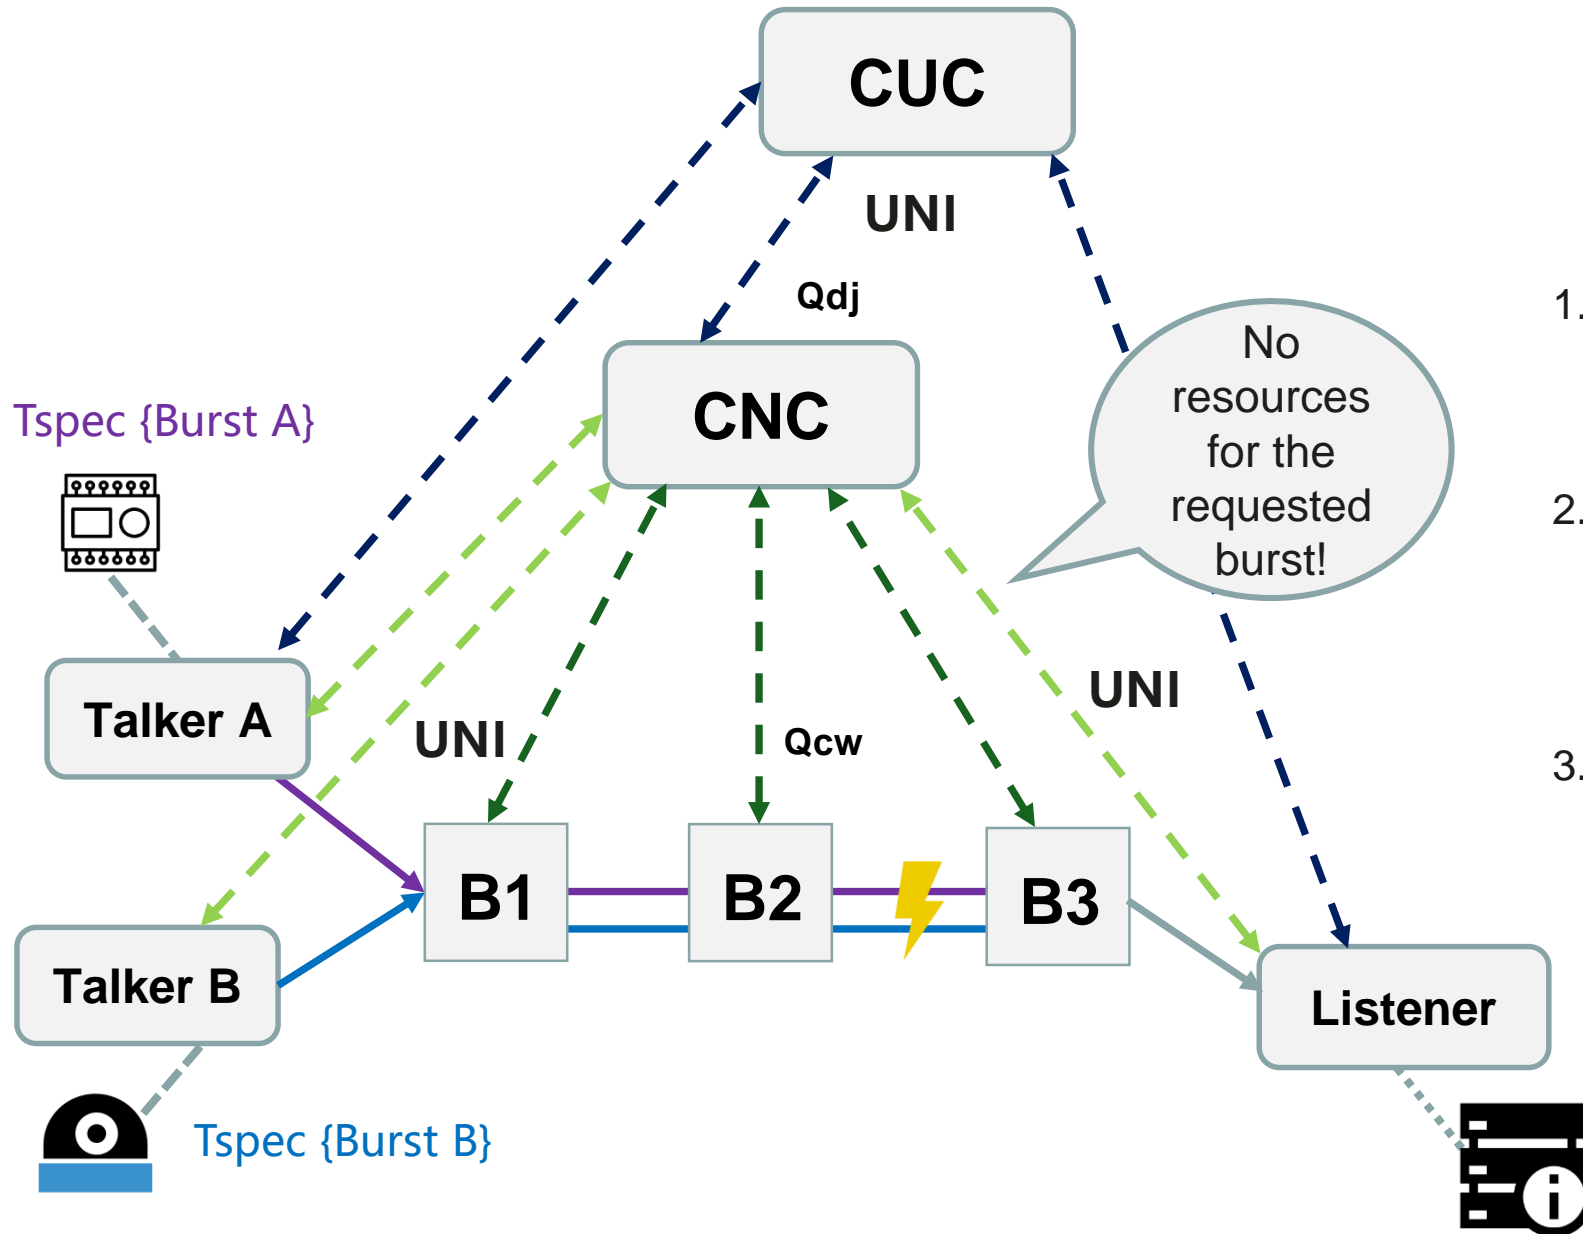 CUC
UNI
Qdj
1.
No
resources
for the
requested
burst!
CNC
Tspec {Burst A}
2.
Talker A
UNI
UNI
Qcw
3.
B1
B2
B3
Talker B
Listener
Tspec {Burst B}
i